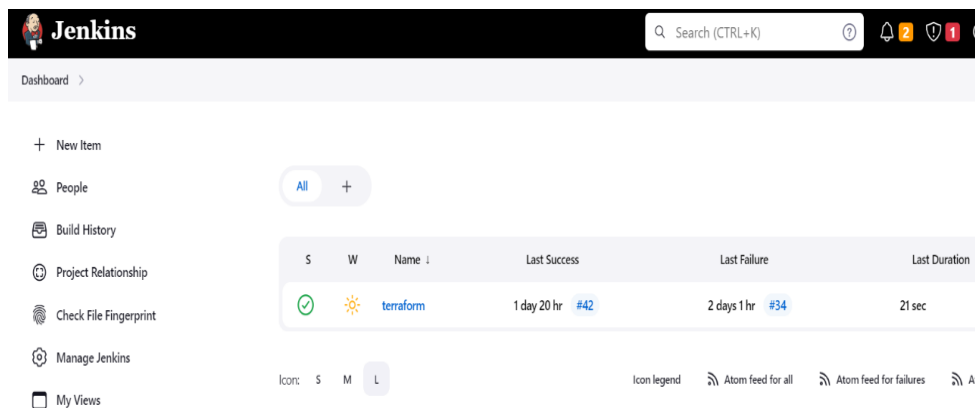 Jenkins
Search (CTRL+K)
?
2
1
Dashboard >
New Item
People
Build History
Project Relationship
Check File Fingerprint
Manage Jenkins
My Views
All +
S W Name ↓ Last Success Last Failure Last Duration
terraform 1 day 20 hr #42 2 days 1 hr #34 21 sec
Icon: S M L
Icon legend Atom feed for all Atom feed for failures